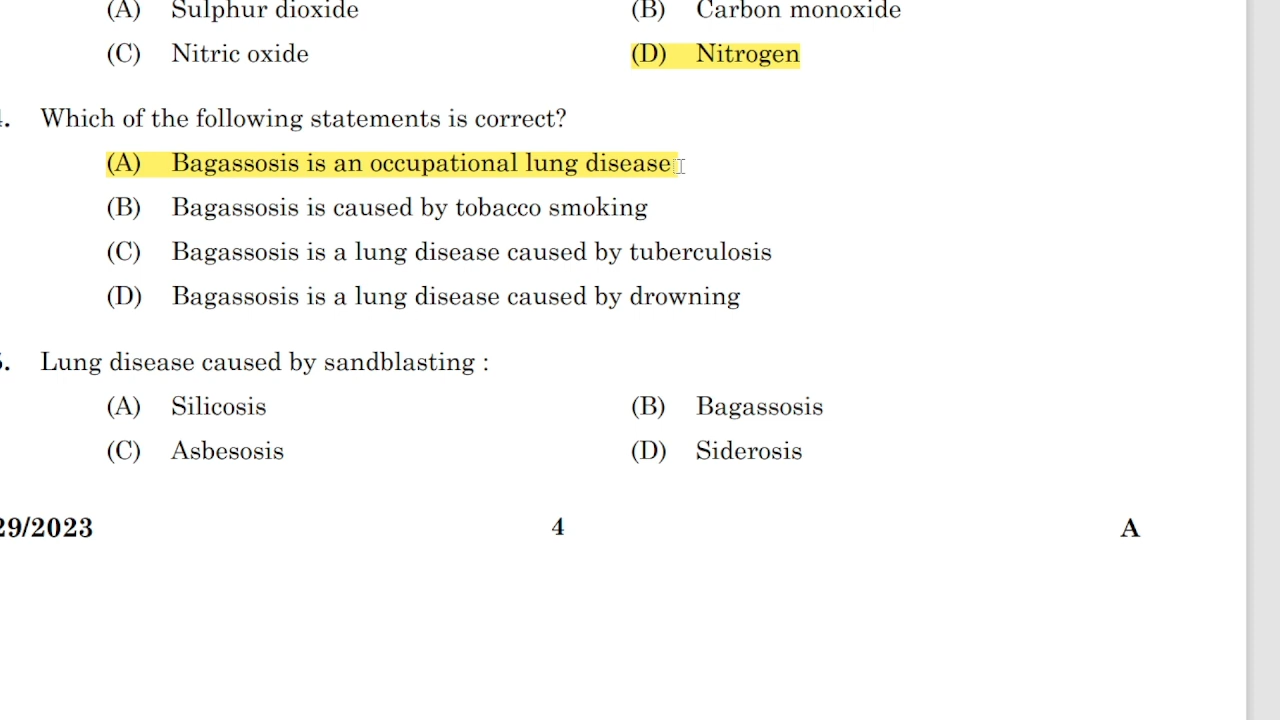 (A) Sulphur dioxide (B) Carbon monoxide
(C) Nitric oxide (D) Nitrogen
. Which of the following statements is correct?
(A) Bagassosis is an occupational lung disease
(B) Bagassosis is caused by tobacco smoking
(C) Bagassosis is a lung disease caused by tuberculosis
(D) Bagassosis is a lung disease caused by drowning
. Lung disease caused by sandblasting :
(A) Silicosis (B) Bagassosis
(C) Asbesosis (D) Siderosis
29/2023 4 A